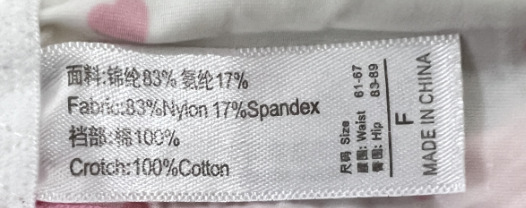 面料:锦纶83% 氨纶17%
Fabric:83%Nylon 17%Spandex
裆部:棉100%
Crotch:100%Cotton
尺码 Size
腰围: Waist 61-67
臀围: Hip 83-89
F
MADE IN CHINA